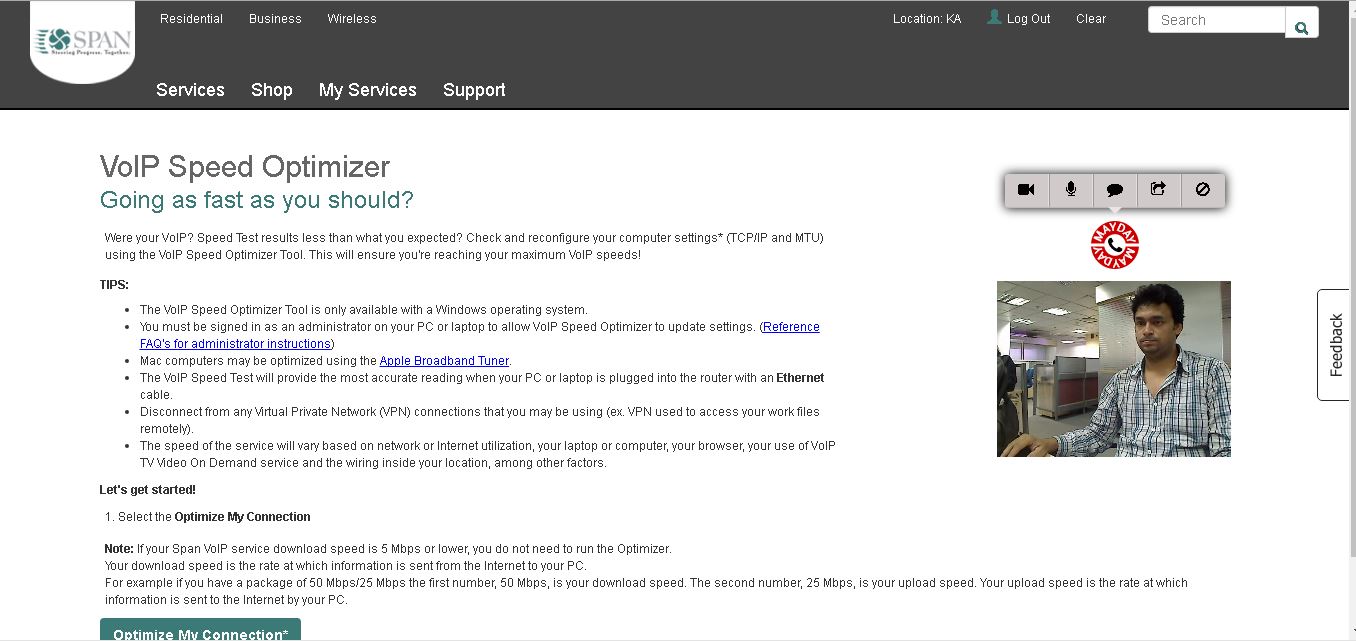 SPAN
Steering Progress. Together.
Residential Business Wireless
Location: KA Log Out Clear Search
Services Shop My Services Support
VoIP Speed Optimizer
Going as fast as you should?
Were your VoIP? Speed Test results less than what you expected? Check and reconfigure your computer settings* (TCP/IP and MTU)
using the VoIP Speed Optimizer Tool. This will ensure you're reaching your maximum VoIP speeds!
TIPS:
• The VoIP Speed Optimizer Tool is only available with a Windows operating system.
• You must be signed in as an administrator on your PC or laptop to allow VoIP Speed Optimizer to update settings. (Reference
FAQ's for administrator instructions)
• Mac computers may be optimized using the Apple Broadband Tuner.
• The VoIP Speed Test will provide the most accurate reading when your PC or laptop is plugged into the router with an Ethernet
cable.
• Disconnect from any Virtual Private Network (VPN) connections that you may be using (ex. VPN used to access your work files
remotely).
• The speed of the service will vary based on network or Internet utilization, your laptop or computer, your browser, your use of VoIP
TV Video On Demand service and the wiring inside your location, among other factors.
Let's get started!
1. Select the Optimize My Connection
Note: If your Span VoIP service download speed is 5 Mbps or lower, you do not need to run the Optimizer.
Your download speed is the rate at which information is sent from the Internet to your PC.
For example if you have a package of 50 Mbps/25 Mbps the first number, 50 Mbps, is your download speed. The second number, 25 Mbps, is your upload speed. Your upload speed is the rate at which
information is sent to the Internet by your PC.
Optimize My Connection*
MAYDAY
MAYDAY
Feedback